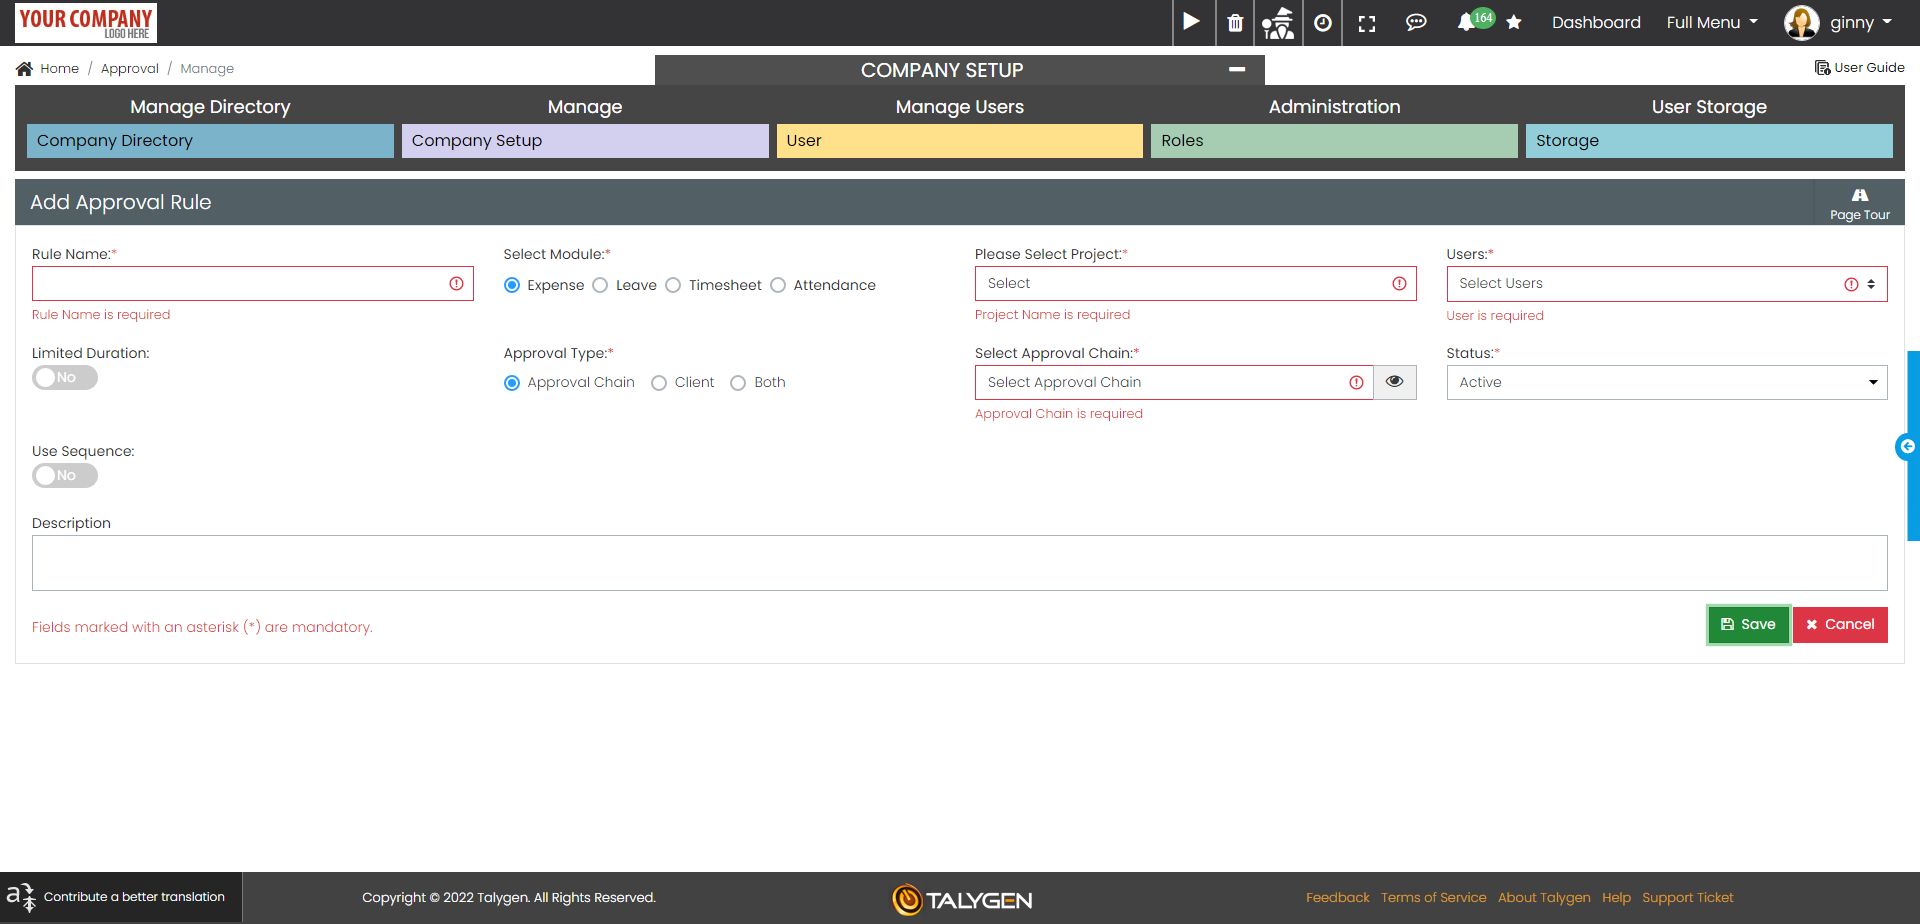 YOUR COMPANY
LOGO HERE
164
Dashboard
Full Menu
ginny
Home / Approval / Manage
COMPANY SETUP
User Guide
Manage Directory
Manage
Manage Users
Administration
User Storage
Company Directory
Company Setup
User
Roles
Storage
Add Approval Rule
Page Tour
Rule Name:*
Select Module:*
Please Select Project:*
Users:*
Expense
Leave
Timesheet
Attendance
Select
Select Users
Rule Name is required
Project Name is required
User is required
Limited Duration:
Approval Type:*
Select Approval Chain:*
Status:*
No
Approval Chain
Client
Both
Select Approval Chain
Active
Approval Chain is required
Use Sequence:
No
Description
Fields marked with an asterisk (*) are mandatory.
Save
Cancel
Contribute a better translation
Copyright © 2022 Talygen. All Rights Reserved.
TALYGEN
Feedback
Terms of Service
About Talygen
Help
Support Ticket